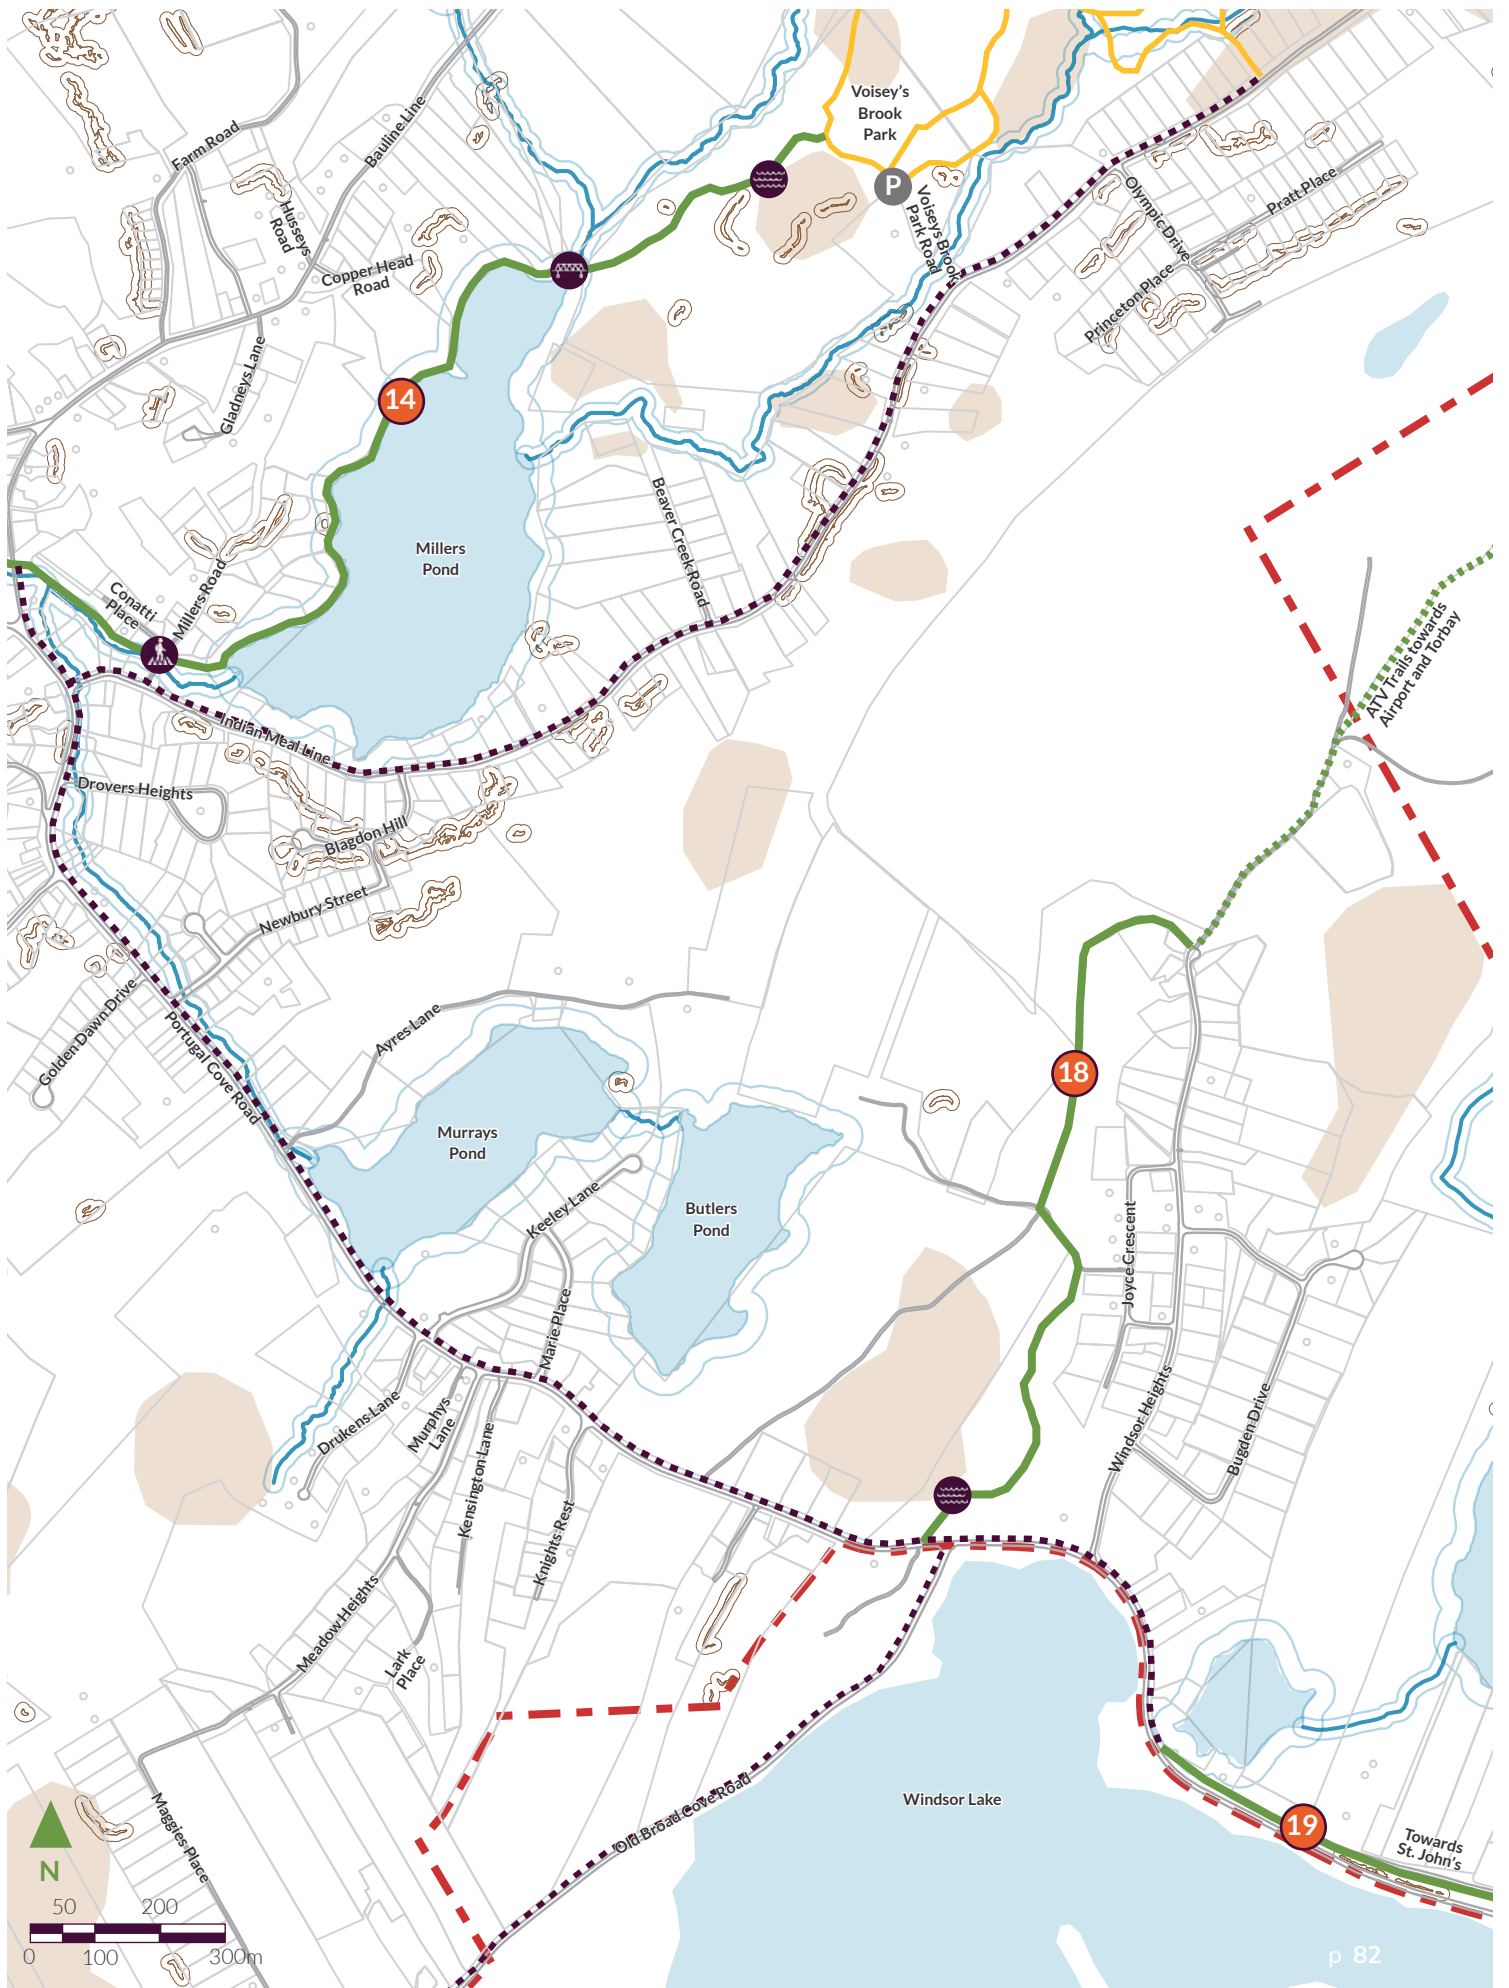 Voisey's
Brook
Park
P
Voiseys Brook
Park Road
Farm Road
Bauline Line
Husseys
Road
Copper Head
Road
Gladneys Lane
Olympic Drive
Pratt Place
Princeton Place
14
Millers
Pond
Beaver Creek Road
Conatti
Place
Millers Road
Indian Meal Line
Drovers Heights
Blagdon Hill
Newbury Street
ATV Trails towards
Airport and Torbay
Golden Dawn Drive
Portugal Cove Road
Ayres Lane
18
Murrays
Pond
Butlers
Pond
Keeley Lane
Marie Place
Joyce Crescent
Windsor Heights
Bugden Drive
Drukens Lane
Murphys
Lane
Kensington Lane
Knights Rest
Meadow Heights
Lark
Place
Maggies Place
Old Broad Cove Road
Windsor Lake
19
Towards
St. John's
N
50
200
0
100
300m
p 82